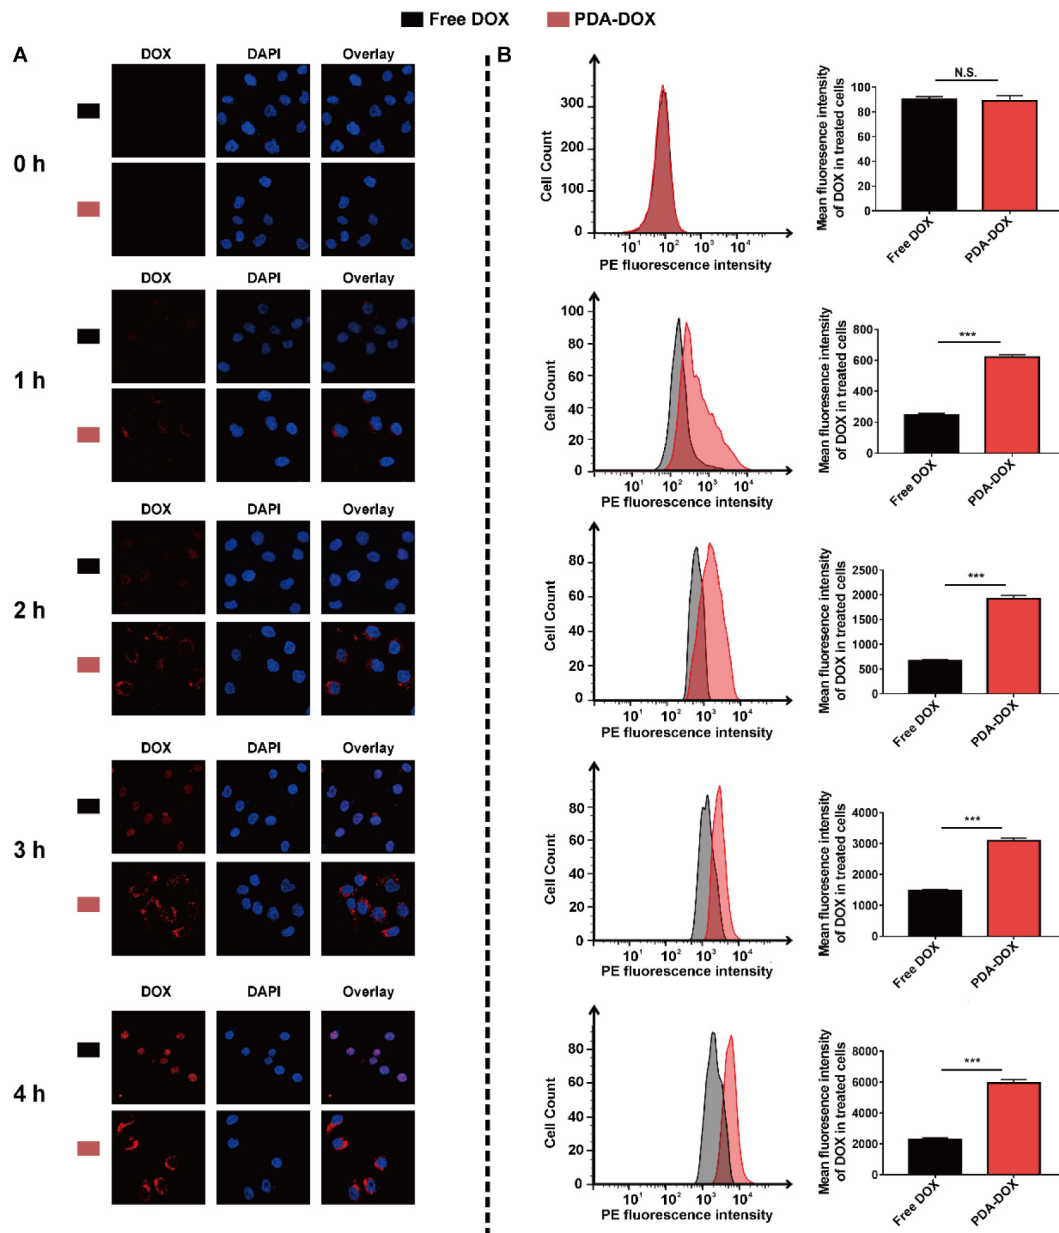 Free DOX PDA-DOX
A
DOX DAPI Overlay
0 h
DOX DAPI Overlay
1 h
DOX DAPI Overlay
2 h
DOX DAPI Overlay
3 h
DOX DAPI Overlay
4 h
B
Cell Count
300
200
100
0
10¹ 10² 10³ 10⁴
PE fluorescence intensity
Mean fluorescence intensity
of DOX in treated cells
100
80
60
40
20
0
N.S.
Free DOX
PDA-DOX
Cell Count
100
80
60
40
20
0
10¹ 10² 10³ 10⁴
PE fluorescence intensity
Mean fluorescence intensity
of DOX in treated cells
800
600
400
200
0
***
Free DOX
PDA-DOX
Cell Count
80
60
40
20
0
10¹ 10² 10³ 10⁴
PE fluorescence intensity
Mean fluorescence intensity
of DOX in treated cells
2500
2000
1500
1000
500
0
***
Free DOX
PDA-DOX
Cell Count
80
60
40
20
0
10¹ 10² 10³ 10⁴
PE fluorescence intensity
Mean fluorescence intensity
of DOX in treated cells
4000
3000
2000
1000
0
***
Free DOX
PDA-DOX
Cell Count
80
60
40
20
0
10¹ 10² 10³ 10⁴
PE fluorescence intensity
Mean fluorescence intensity
of DOX in treated cells
8000
6000
4000
2000
0
***
Free DOX
PDA-DOX